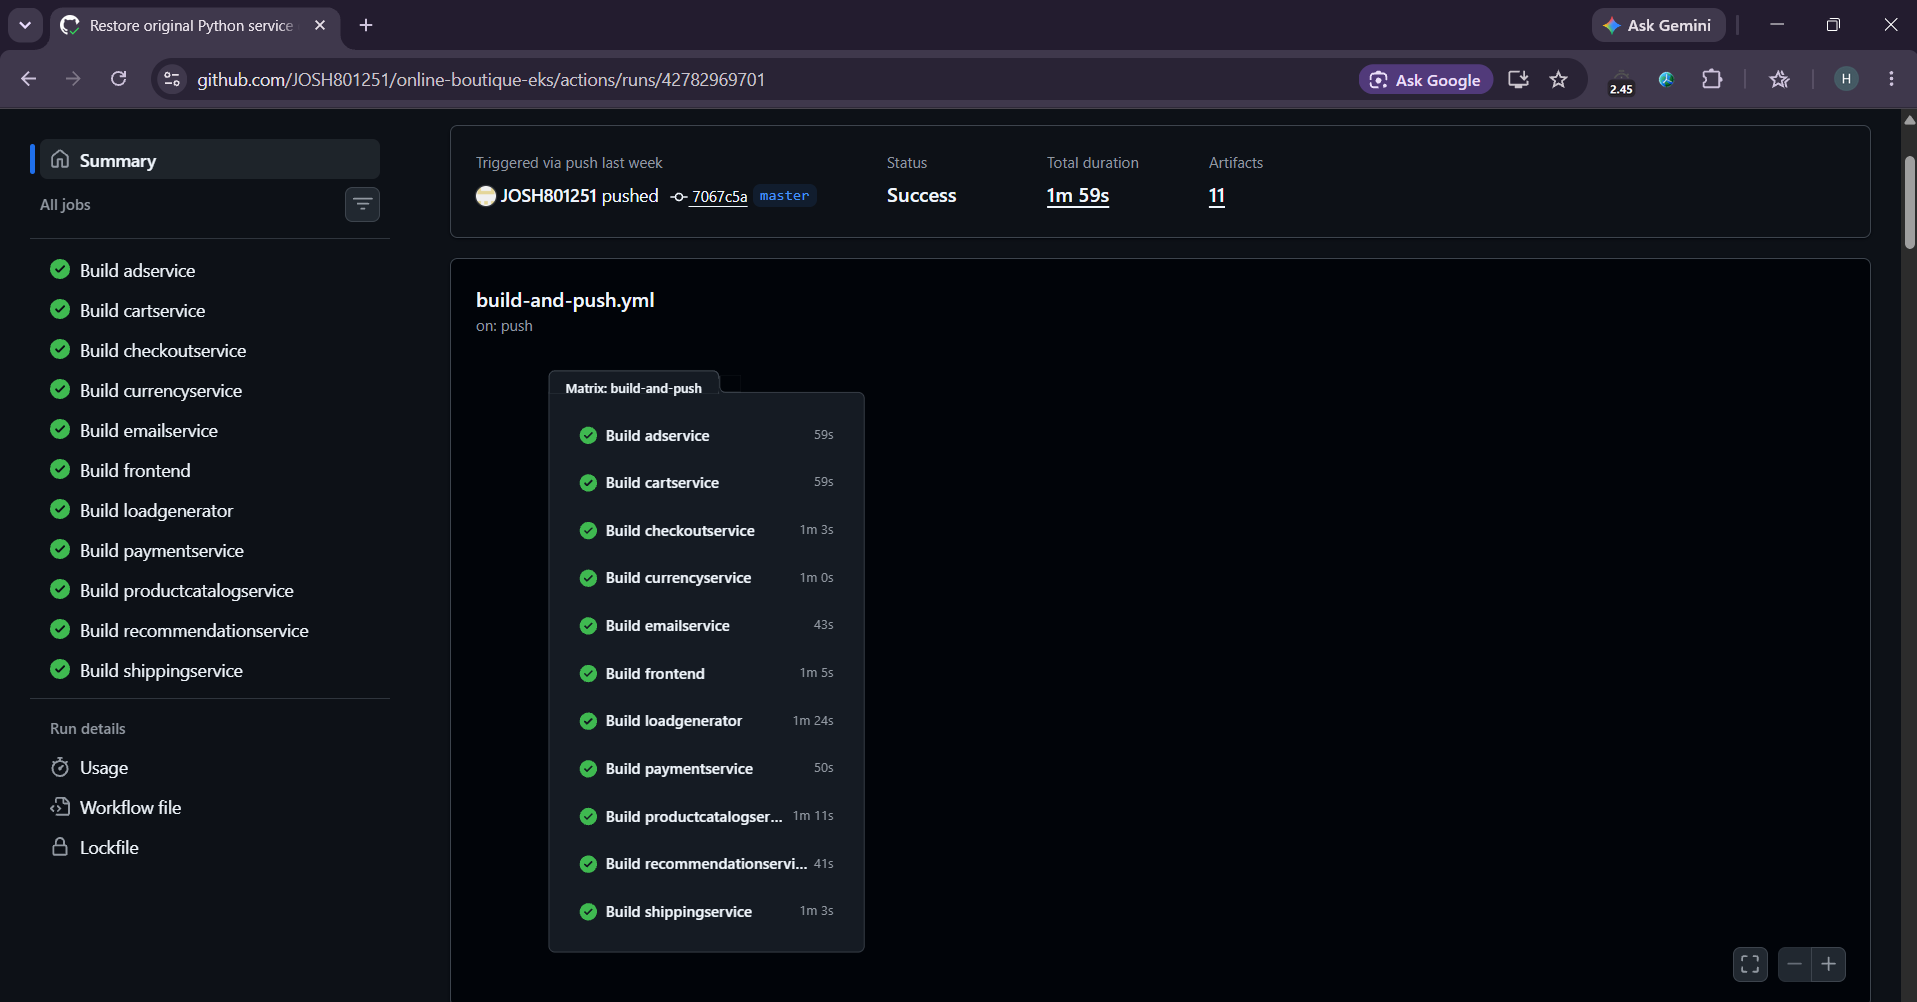 Restore original Python service
Ask Gemini
github.com/JOSH801251/online-boutique-eks/actions/runs/42782969701
Ask Google
2.45
H
Summary
All jobs
Build adservice
Build cartservice
Build checkoutservice
Build currencyservice
Build emailservice
Build frontend
Build loadgenerator
Build paymentservice
Build productcatalogservice
Build recommendationservice
Build shippingservice
Run details
Usage
Workflow file
Lockfile
Triggered via push last week
JOSH801251 pushed 7067c5a master
Status
Success
Total duration
1m 59s
Artifacts
11
build-and-push.yml
on: push
Matrix: build-and-push
Build adservice 59s
Build cartservice 59s
Build checkoutservice 1m 3s
Build currencyservice 1m 0s
Build emailservice 43s
Build frontend 1m 5s
Build loadgenerator 1m 24s
Build paymentservice 50s
Build productcatalogser... 1m 11s
Build recommendationservi... 41s
Build shippingservice 1m 3s